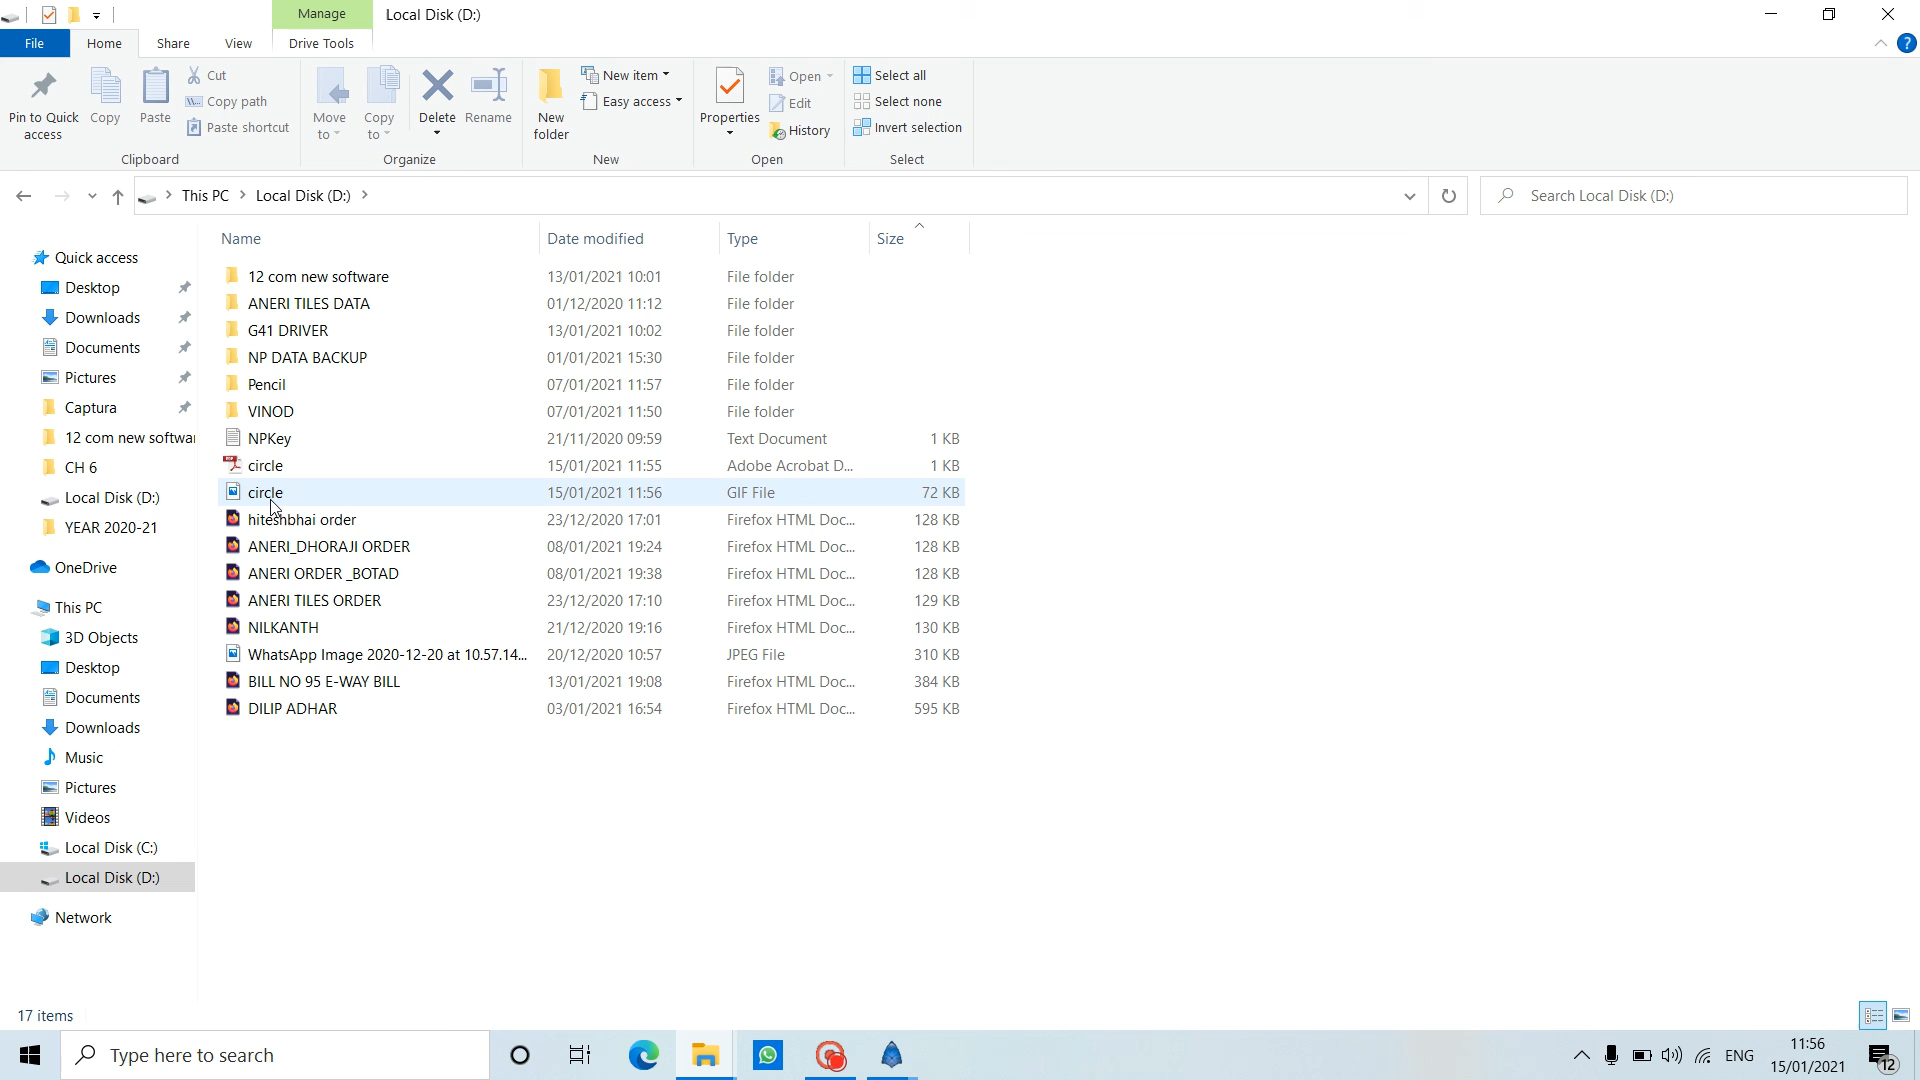 Manage Local Disk (D:)
File Home Share View Drive Tools
Pin to Quick access Copy Paste Cut Copy path Paste shortcut
Move to Copy to Delete Rename
New folder New item Easy access
Properties Open Edit History
Select all Select none Invert selection
Clipboard Organize New Open Select
This PC Local Disk (D:) Search Local Disk (D:)
Name Date modified Type Size
12 com new software 13/01/2021 10:01 File folder
ANERI TILES DATA 01/12/2020 11:12 File folder
G41 DRIVER 13/01/2021 10:02 File folder
NP DATA BACKUP 01/01/2021 15:30 File folder
Pencil 07/01/2021 11:57 File folder
VINOD 07/01/2021 11:50 File folder
NPKey 21/11/2020 09:59 Text Document 1 KB
circle 15/01/2021 11:55 Adobe Acrobat D... 1 KB
circle 15/01/2021 11:56 GIF File 72 KB
hiteshbhai order 23/12/2020 17:01 Firefox HTML Doc... 128 KB
ANERI_DHORAJI ORDER 08/01/2021 19:24 Firefox HTML Doc... 128 KB
ANERI ORDER _BOTAD 08/01/2021 19:38 Firefox HTML Doc... 128 KB
ANERI TILES ORDER 23/12/2020 17:10 Firefox HTML Doc... 129 KB
NILKANTH 21/12/2020 19:16 Firefox HTML Doc... 130 KB
WhatsApp Image 2020-12-20 at 10.57.14... 20/12/2020 10:57 JPEG File 310 KB
BILL NO 95 E-WAY BILL 13/01/2021 19:08 Firefox HTML Doc... 384 KB
DILIP ADHAR 03/01/2021 16:54 Firefox HTML Doc... 595 KB
Quick access
Desktop
Downloads
Documents
Pictures
Captura
12 com new softwar
CH 6
Local Disk (D:)
YEAR 2020-21
OneDrive
This PC
3D Objects
Desktop
Documents
Downloads
Music
Pictures
Videos
Local Disk (C:)
Local Disk (D:)
Network
17 items
Type here to search
ENG
11:56
15/01/2021
12